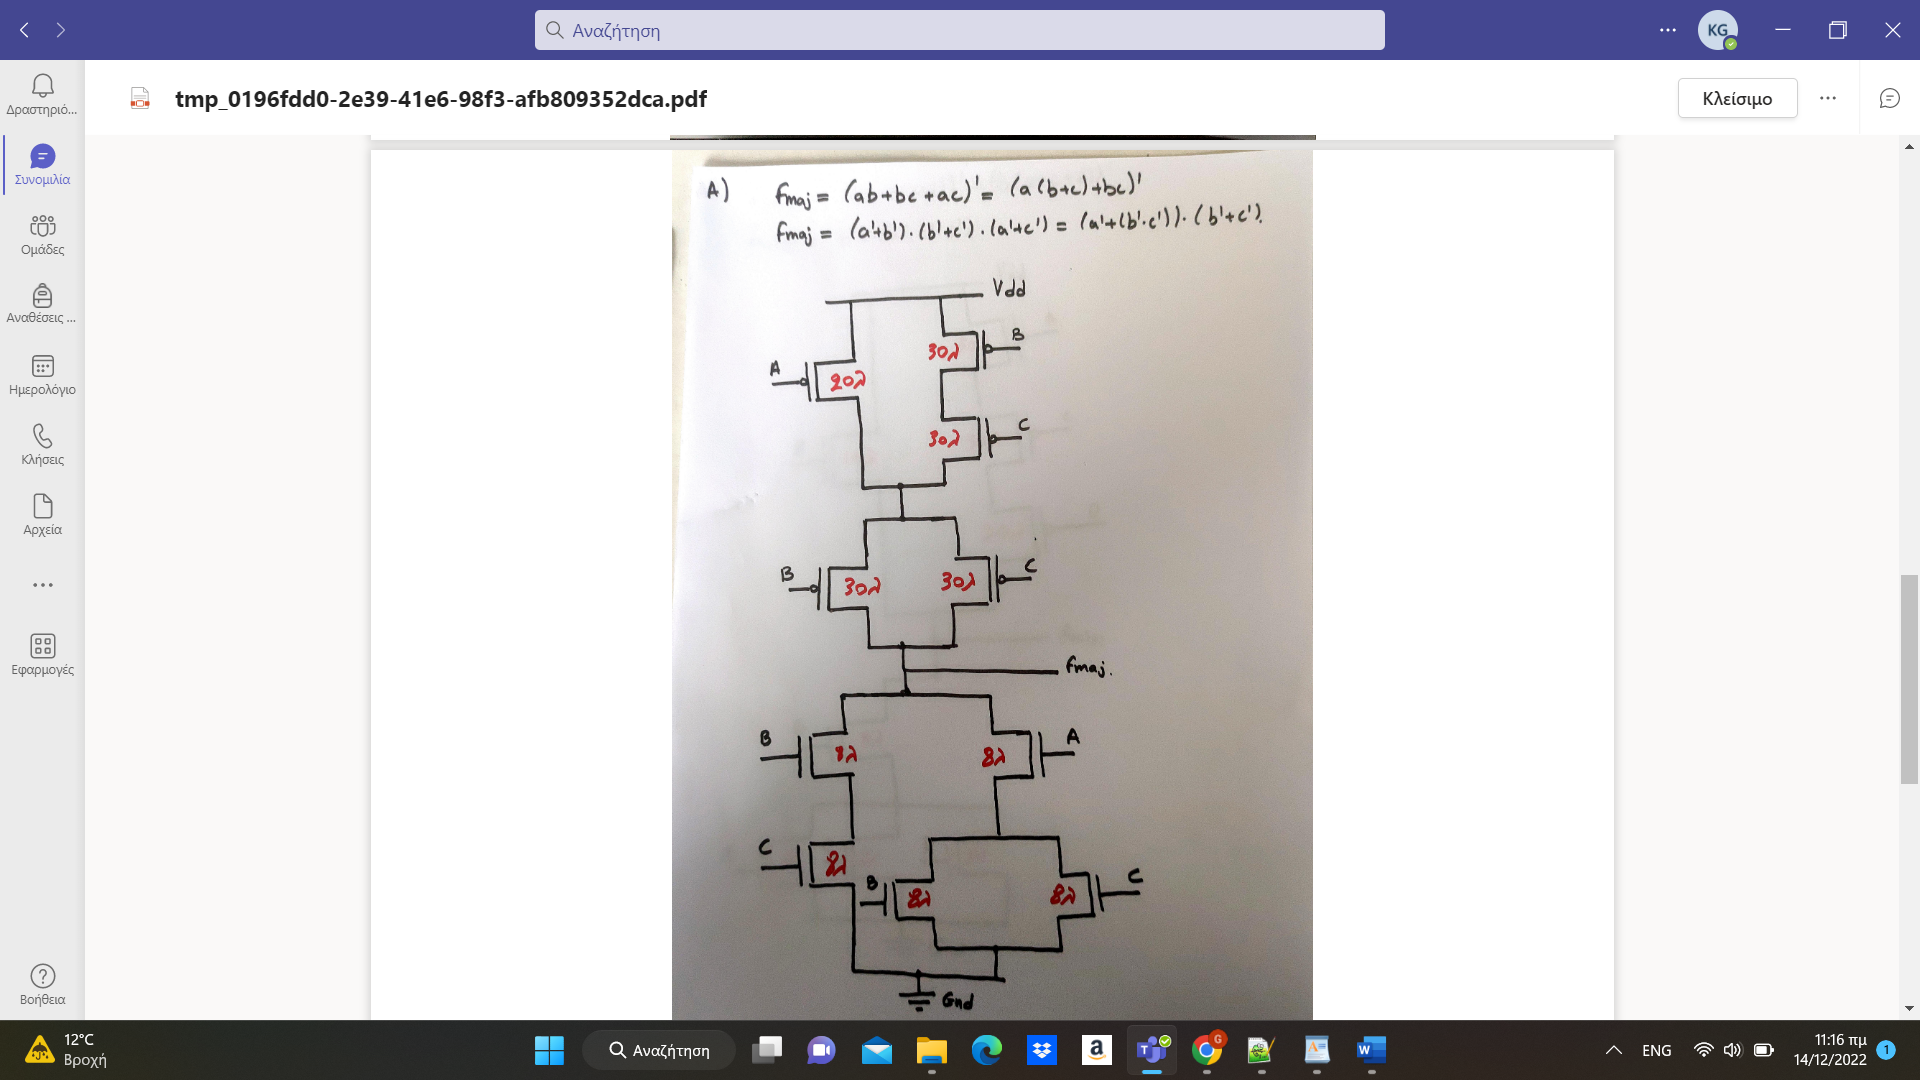 Αναζήτηση
KG
Δραστηριό...
Συνομιλία
Ομάδες
Αναθέσεις ...
Ημερολόγιο
Κλήσεις
Αρχεία
Εφαρμογές
Βοήθεια
tmp_0196fdd0-2e39-41e6-98f3-afb809352dca.pdf
Κλείσιμο
A)
fmaj = (ab+bc+ac)' = (a(b+c)+bc)'
fmaj = (a'+b')·(b'+c')·(a'+c') = (a'+(b'·c'))·(b'+c').
Vdd
B
30λ
A
20λ
C
30λ
B
30λ
30λ
C
fmaj.
B
8λ
8λ
A
C
8λ
B
8λ
8λ
C
Gnd
12°C
Βροχή
Αναζήτηση
G
ENG
11:16 πμ
14/12/2022
1